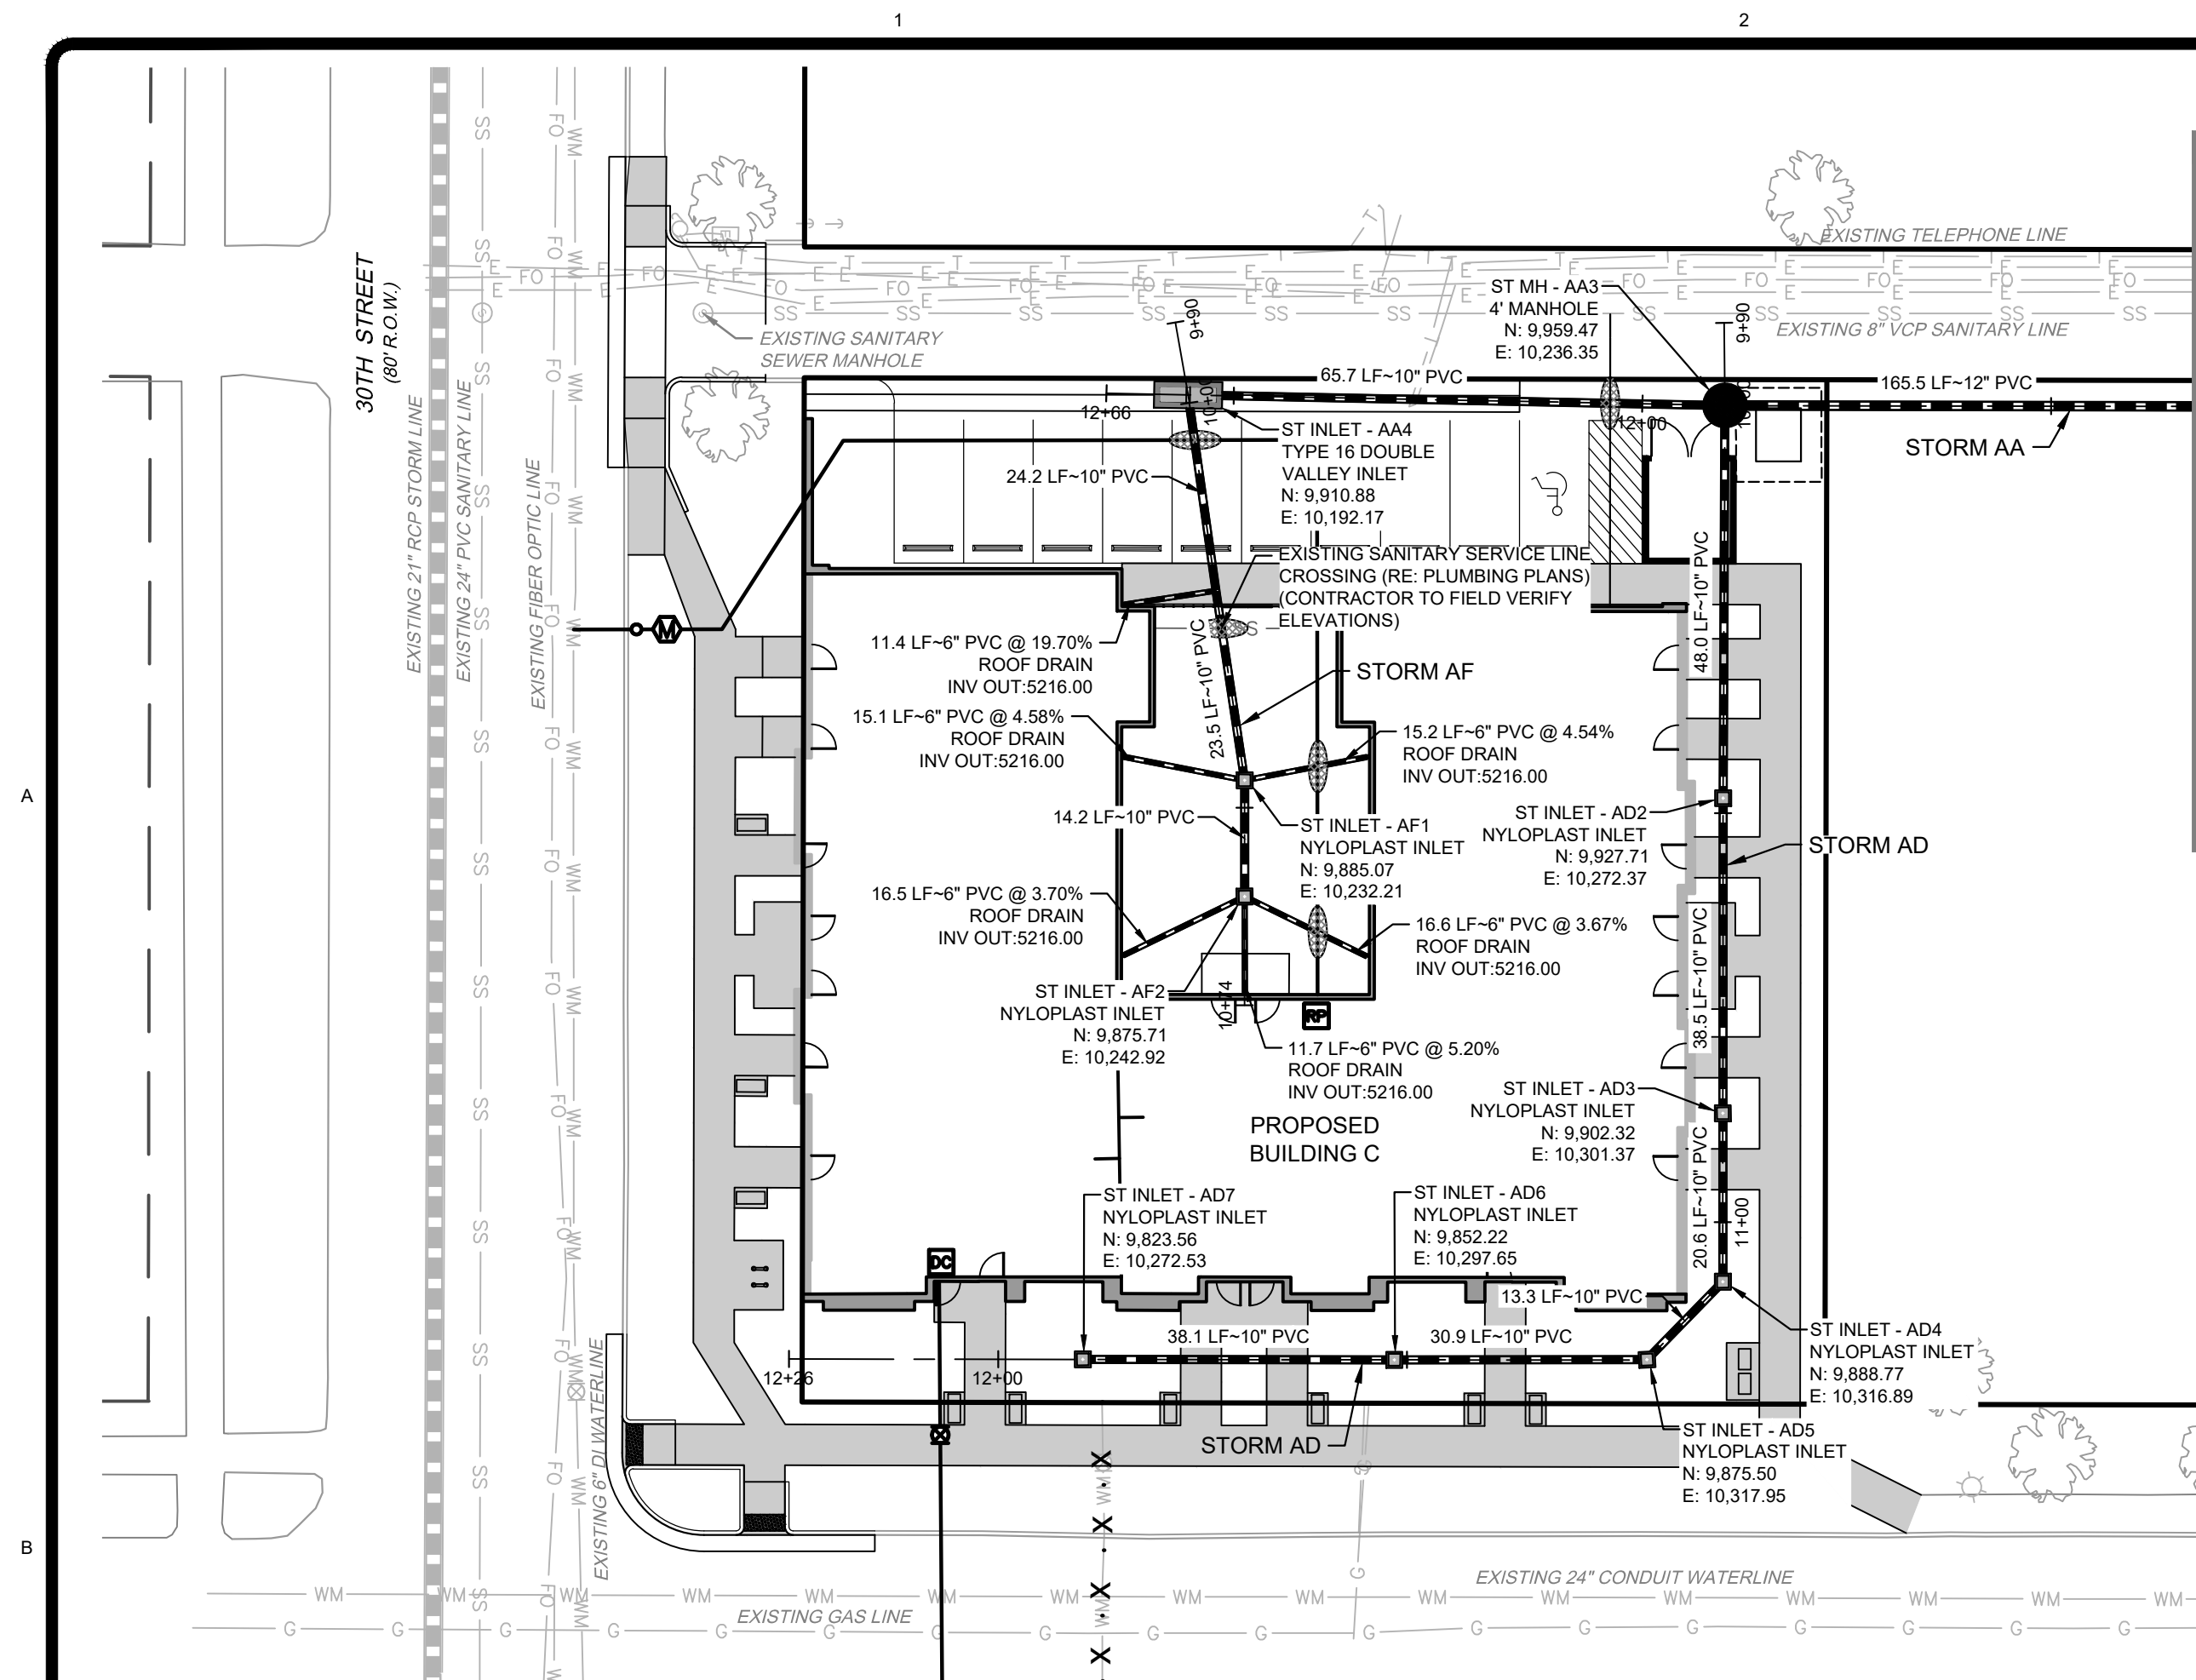 1
2
A
B
30TH STREET
(80' R.O.W.)
EXISTING 21" RCP STORM LINE
EXISTING 24" PVC SANITARY LINE
EXISTING FIBER OPTIC LINE
EXISTING 6" DI WATERLINE
EXISTING SANITARY
SEWER MANHOLE
EXISTING TELEPHONE LINE
EXISTING 8" VCP SANITARY LINE
ST MH - AA3
4' MANHOLE
N: 9,959.47
E: 10,236.35
9+90
9+90
65.7 LF~10" PVC
165.5 LF~12" PVC
12+66
10+00
12+00
STORM AA
ST INLET - AA4
TYPE 16 DOUBLE
VALLEY INLET
N: 9,910.88
E: 10,192.17
24.2 LF~10" PVC
EXISTING SANITARY SERVICE LINE
CROSSING (RE: PLUMBING PLANS)
(CONTRACTOR TO FIELD VERIFY
ELEVATIONS)
48.0 LF~10" PVC
M
11.4 LF~6" PVC @ 19.70%
ROOF DRAIN
INV OUT:5216.00
23.5 LF~10" PVC
STORM AF
15.1 LF~6" PVC @ 4.58%
ROOF DRAIN
INV OUT:5216.00
15.2 LF~6" PVC @ 4.54%
ROOF DRAIN
INV OUT:5216.00
14.2 LF~10" PVC
ST INLET - AF1
NYLOPLAST INLET
N: 9,885.07
E: 10,232.21
ST INLET - AD2
NYLOPLAST INLET
N: 9,927.71
E: 10,272.37
STORM AD
16.5 LF~6" PVC @ 3.70%
ROOF DRAIN
INV OUT:5216.00
16.6 LF~6" PVC @ 3.67%
ROOF DRAIN
INV OUT:5216.00
38.5 LF~10" PVC
ST INLET - AF2
NYLOPLAST INLET
N: 9,875.71
E: 10,242.92
10+74
RP
11.7 LF~6" PVC @ 5.20%
ROOF DRAIN
INV OUT:5216.00
ST INLET - AD3
NYLOPLAST INLET
N: 9,902.32
E: 10,301.37
PROPOSED
BUILDING C
20.6 LF~10" PVC
11+00
ST INLET - AD7
NYLOPLAST INLET
N: 9,823.56
E: 10,272.53
ST INLET - AD6
NYLOPLAST INLET
N: 9,852.22
E: 10,297.65
DC
13.3 LF~10" PVC
38.1 LF~10" PVC
30.9 LF~10" PVC
12+26
12+00
ST INLET - AD4
NYLOPLAST INLET
N: 9,888.77
E: 10,316.89
STORM AD
ST INLET - AD5
NYLOPLAST INLET
N: 9,875.50
E: 10,317.95
EXISTING 24" CONDUIT WATERLINE
EXISTING GAS LINE